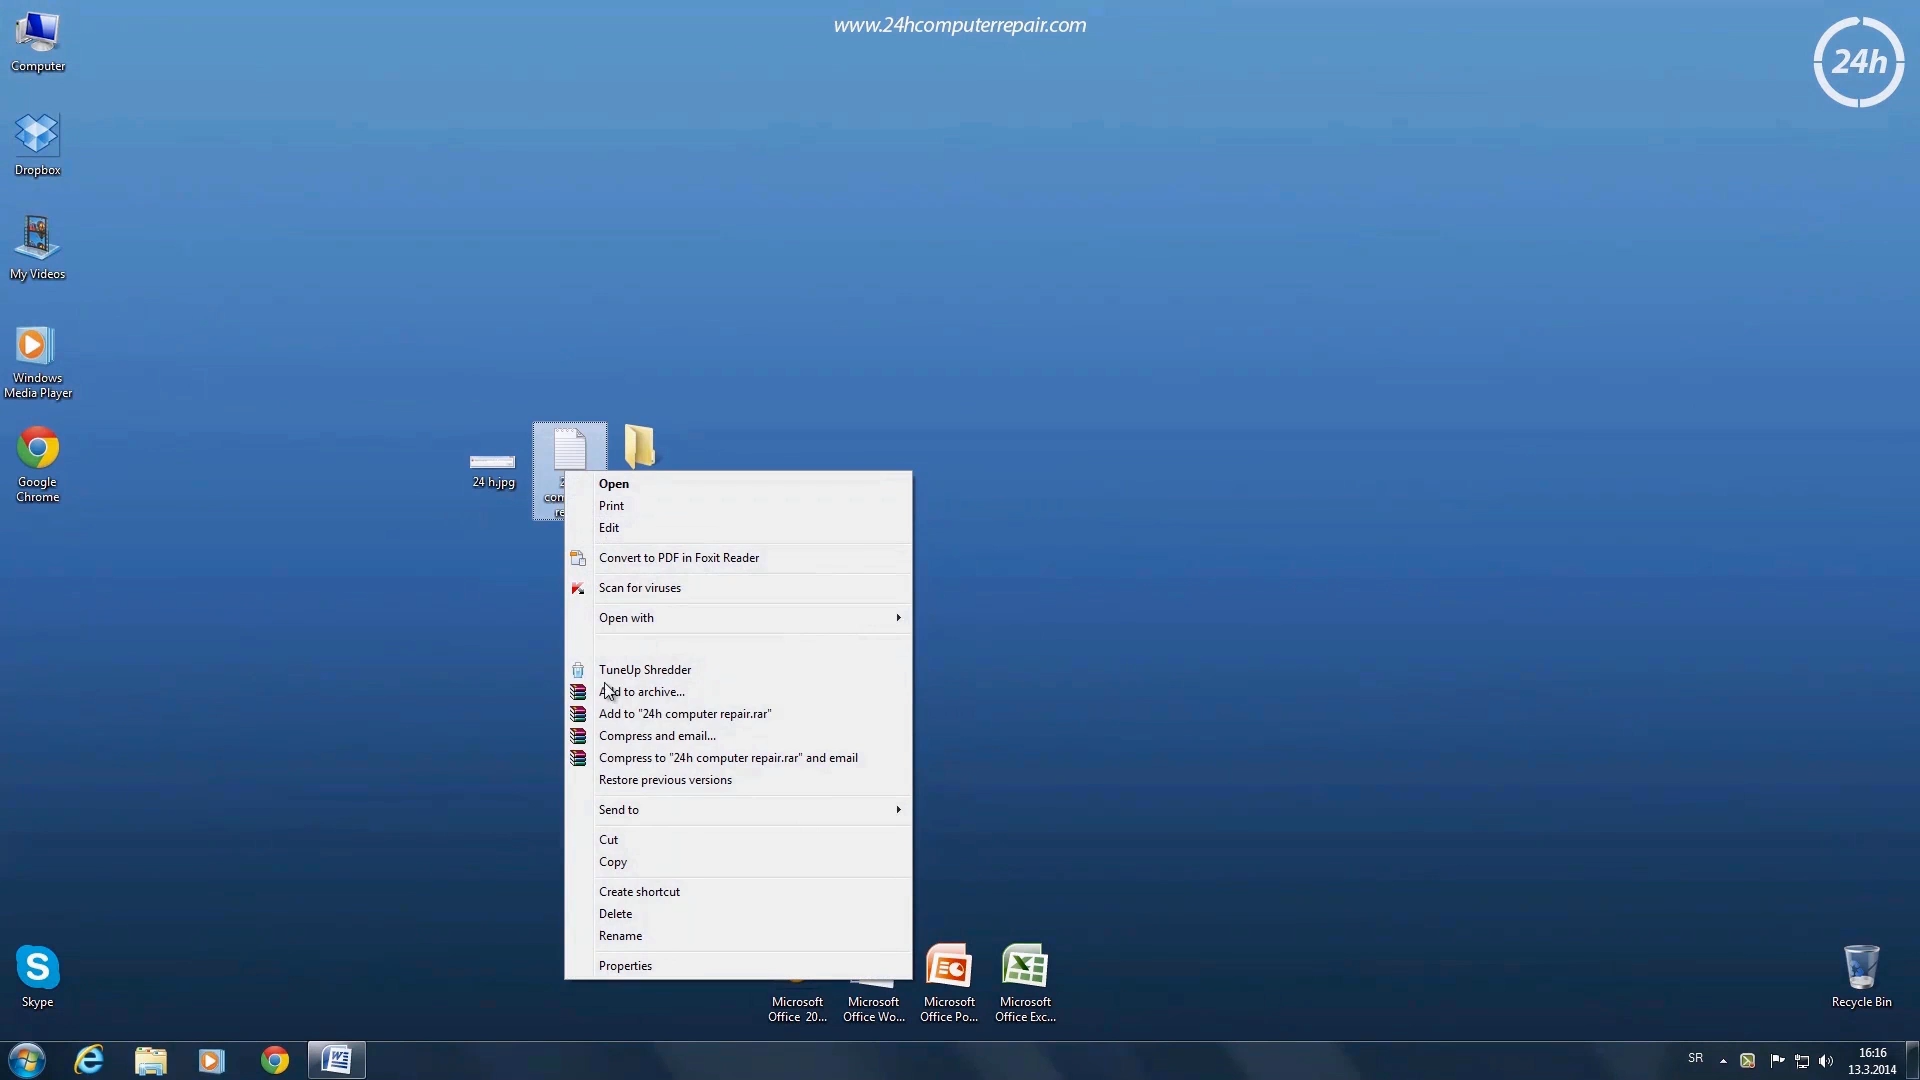 www.24hcomputerrepair.com
24h
Computer
Dropbox
My Videos
Windows
Media Player
Google
Chrome
24 h.jpg
Open
Print
Edit
Convert to PDF in Foxit Reader
Scan for viruses
Open with
TuneUp Shredder
Add to archive...
Add to "24h computer repair.rar"
Compress and email...
Compress to "24h computer repair.rar" and email
Restore previous versions
Send to
Cut
Copy
Create shortcut
Delete
Rename
Properties
Skype
Microsoft
Office 20...
Microsoft
Office Wo...
Microsoft
Office Po...
Microsoft
Office Exc...
Recycle Bin
SR
16:16
13.3.2014